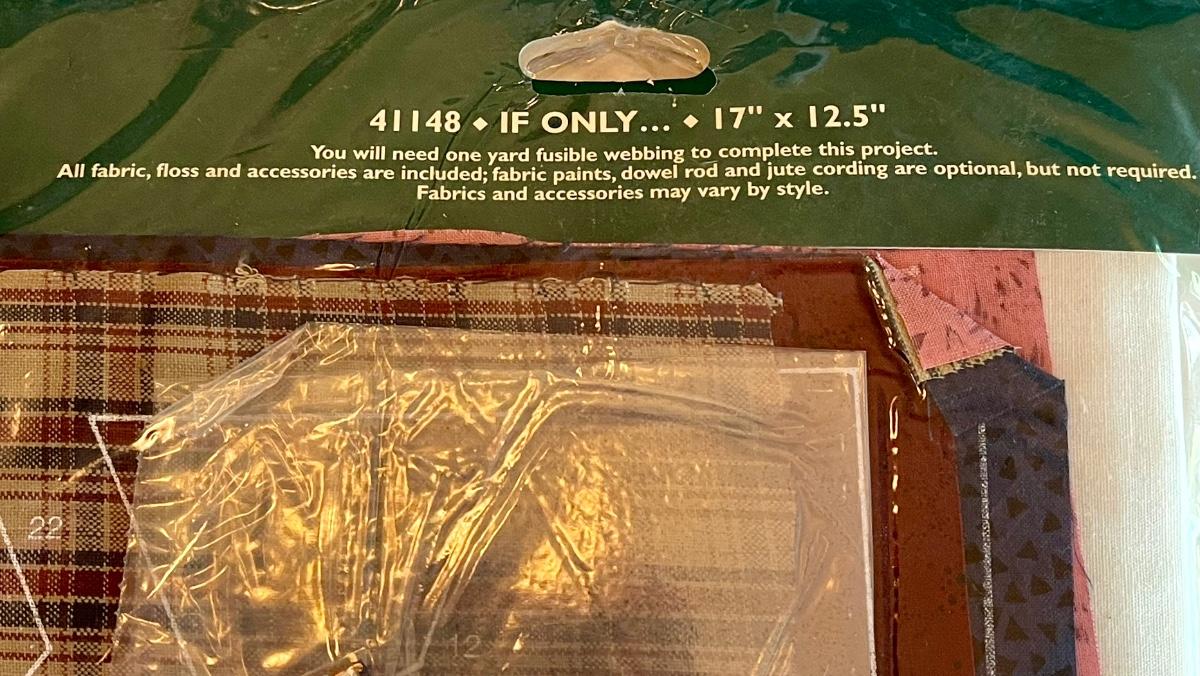 41148 ◆ IF ONLY... ◆ 17" x 12.5"
You will need one yard fusible webbing to complete this project.
All fabric, floss and accessories are included; fabric paints, dowel rod and jute cording are optional, but not required.
Fabrics and accessories may vary by style.
22
12